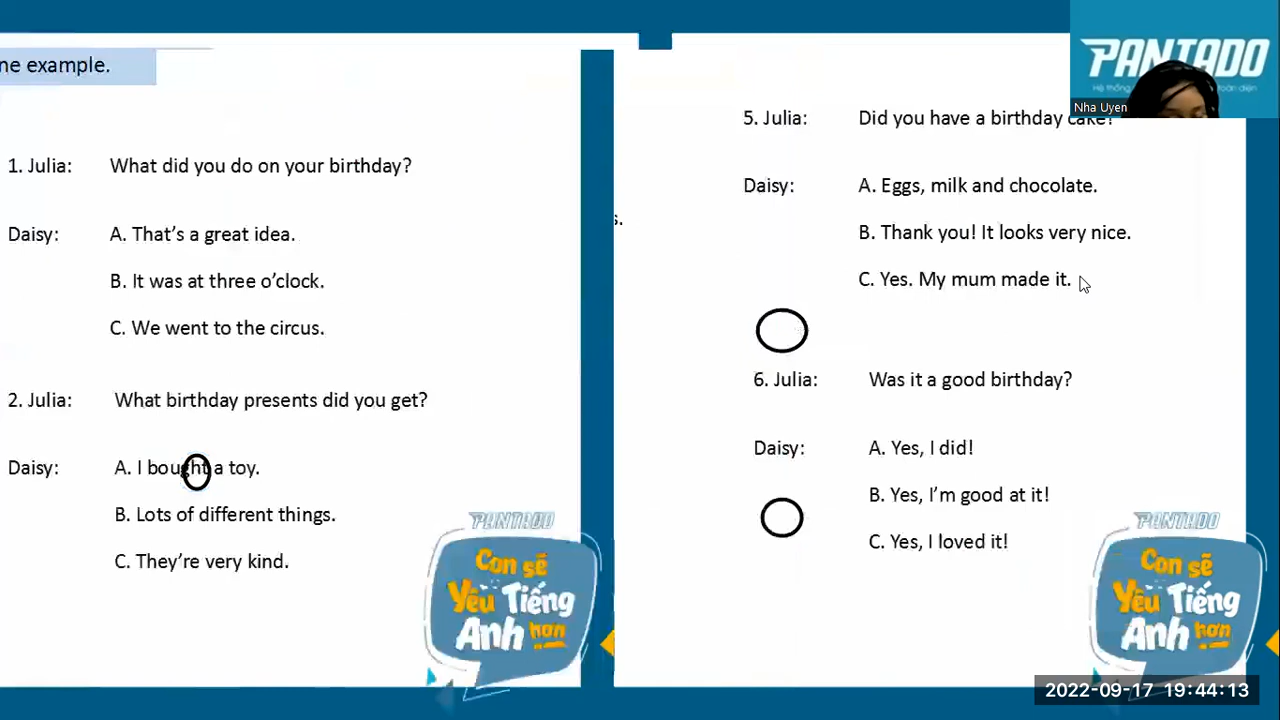 ne example.
1. Julia: What did you do on your birthday?
Daisy: A. That's a great idea.
B. It was at three o'clock.
C. We went to the circus.
2. Julia: What birthday presents did you get?
Daisy: A. I bought a toy.
B. Lots of different things.
C. They're very kind.
PANTADO
Con sẽ
Yêu Tiếng
Anh hơn
s.
5. Julia: Did you have a birthday cake?
Daisy: A. Eggs, milk and chocolate.
B. Thank you! It looks very nice.
C. Yes. My mum made it.
6. Julia: Was it a good birthday?
Daisy: A. Yes, I did!
B. Yes, I'm good at it!
C. Yes, I loved it!
PANTADO
Con sẽ
Yêu Tiếng
Anh hơn
PANTADO
Hệ thống
Nha Uyen
2022-09-17 19:44:13